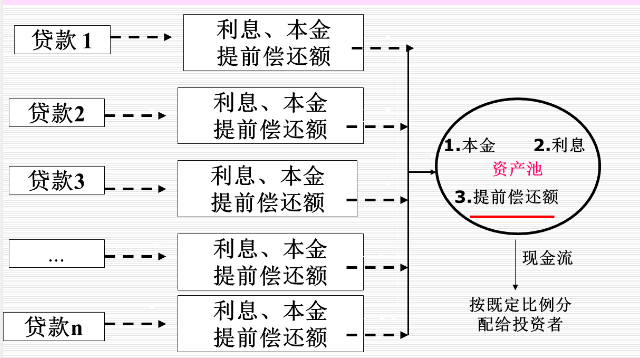 贷款 1
利息、本金
提前偿还额
贷款2
利息、本金
提前偿还额
贷款3
利息、本金
提前偿还额
...
利息、本金
提前偿还额
贷款n
利息、本金
提前偿还额
1.本金 2.利息
资产池
3.提前偿还额
现金流
按既定比例分
配给投资者